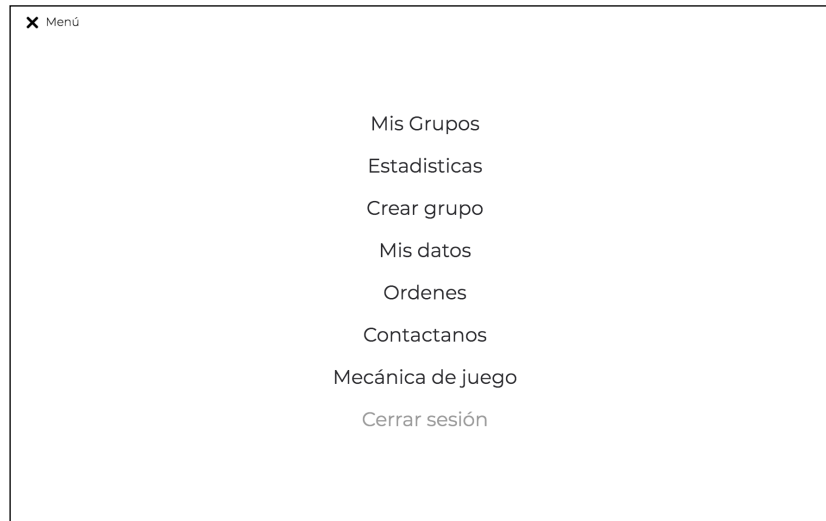 Menú
Mis Grupos
Estadisticas
Crear grupo
Mis datos
Ordenes
Contactanos
Mecánica de juego
Cerrar sesión